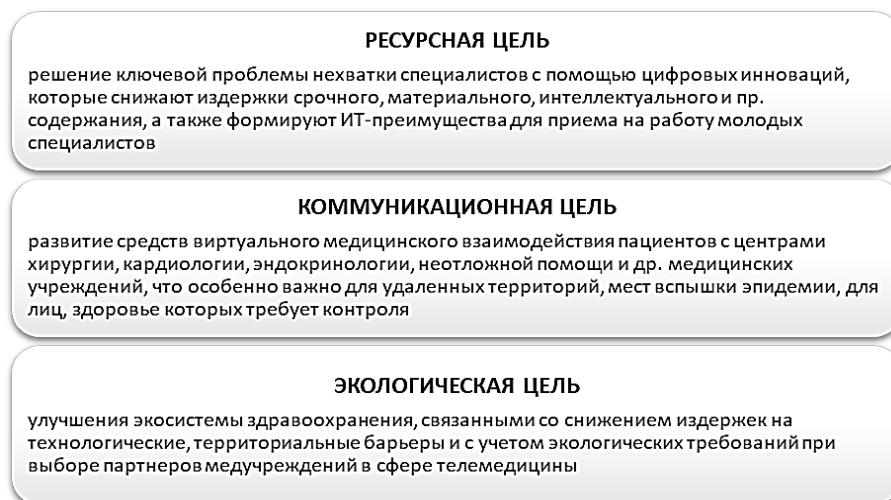 РЕСУРСНАЯ ЦЕЛЬ
решение ключевой проблемы нехватки специалистов с помощью цифровых инноваций,
которые снижают издержки срочного, материального, интеллектуального и пр.
содержания, а также формируют ИТ-преимущества для приема на работу молодых
специалистов
КОММУНИКАЦИОННАЯ ЦЕЛЬ
развитие средств виртуального медицинского взаимодействия пациентов с центрами
хирургии, кардиологии, эндокринологии, неотложной помощи и др. медицинских
учреждений, что особенно важно для удаленных территорий, мест вспышки эпидемии, для
лиц, здоровье которых требует контроля
ЭКОЛОГИЧЕСКАЯ ЦЕЛЬ
улучшения экосистемы здравоохранения, связанными со снижением издержек на
технологические, территориальные барьеры и с учетом экологических требований при
выборе партнеров медучреждений в сфере телемедицины